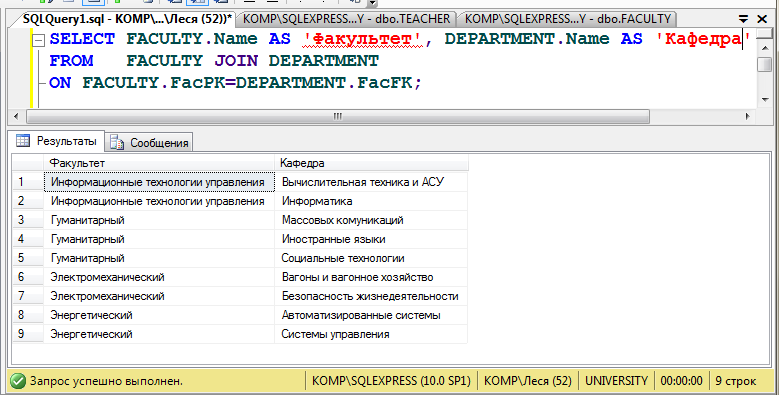 SQLQuery1.sql - KOMP\...\Леся (52))* KOMP\SQLEXPRESS...Y - dbo.TEACHER KOMP\SQLEXPRESS...Y - dbo.FACULTY
SELECT FACULTY.Name AS 'Факультет', DEPARTMENT.Name AS 'Кафедра'
FROM FACULTY JOIN DEPARTMENT
ON FACULTY.FacPK=DEPARTMENT.FacFK;
Результаты Сообщения
Факультет Кафедра
1 Информационные технологии управления Вычислительная техника и АСУ
2 Информационные технологии управления Информатика
3 Гуманитарный Массовых комуникаций
4 Гуманитарный Иностранные языки
5 Гуманитарный Социальные технологии
6 Электромеханический Вагоны и вагонное хозяйство
7 Электромеханический Безопасность жизнедеятельности
8 Энергетический Автоматизированные системы
9 Энергетический Системы управления
Запрос успешно выполнен. KOMP\SQLEXPRESS (10.0 SP1) KOMP\Леся (52) UNIVERSITY 00:00:00 9 строк